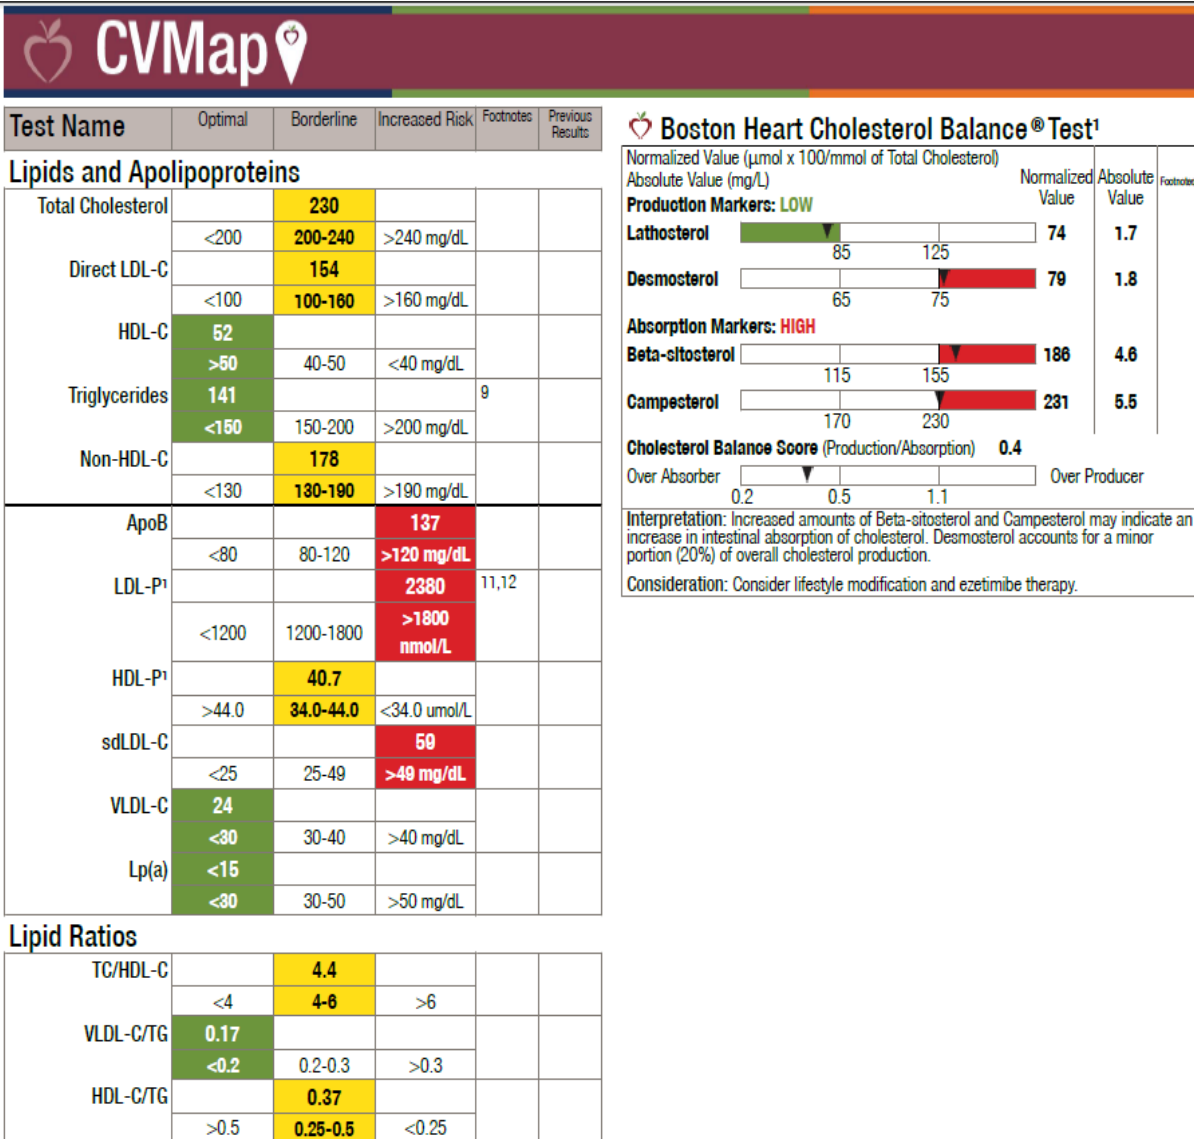 CVMap
Test Name Optimal Borderline Increased Risk Footnotes Previous Results
Lipids and Apolipoproteins
Total Cholesterol 230
<200 200-240 >240 mg/dL
Direct LDL-C 154
<100 100-160 >160 mg/dL
HDL-C 52
>50 40-50 <40 mg/dL
Triglycerides 141 9
<150 150-200 >200 mg/dL
Non-HDL-C 178
<130 130-190 >190 mg/dL
ApoB 137
<80 80-120 >120 mg/dL
LDL-P¹ 2380 11,12
<1200 1200-1800 >1800 nmol/L
HDL-P¹ 40.7
>44.0 34.0-44.0 <34.0 umol/L
sdLDL-C 59
<25 25-49 >49 mg/dL
VLDL-C 24
<30 30-40 >40 mg/dL
Lp(a) <15
<30 30-50 >50 mg/dL
Lipid Ratios
TC/HDL-C 4.4
<4 4-6 >6
VLDL-C/TG 0.17
<0.2 0.2-0.3 >0.3
HDL-C/TG 0.37
>0.5 0.25-0.5 <0.25
Boston Heart Cholesterol Balance® Test¹
Normalized Value (µmol x 100/mmol of Total Cholesterol)
Absolute Value (mg/L) Normalized Value Absolute Value Footnotes
Production Markers: LOW
Lathosterol 74 1.7
85 125
Desmosterol 79 1.8
65 75
Absorption Markers: HIGH
Beta-sitosterol 186 4.6
115 155
Campesterol 231 5.5
170 230
Cholesterol Balance Score (Production/Absorption) 0.4
Over Absorber Over Producer
0.2 0.5 1.1
Interpretation: Increased amounts of Beta-sitosterol and Campesterol may indicate an
increase in intestinal absorption of cholesterol. Desmosterol accounts for a minor
portion (20%) of overall cholesterol production.
Consideration: Consider lifestyle modification and ezetimibe therapy.